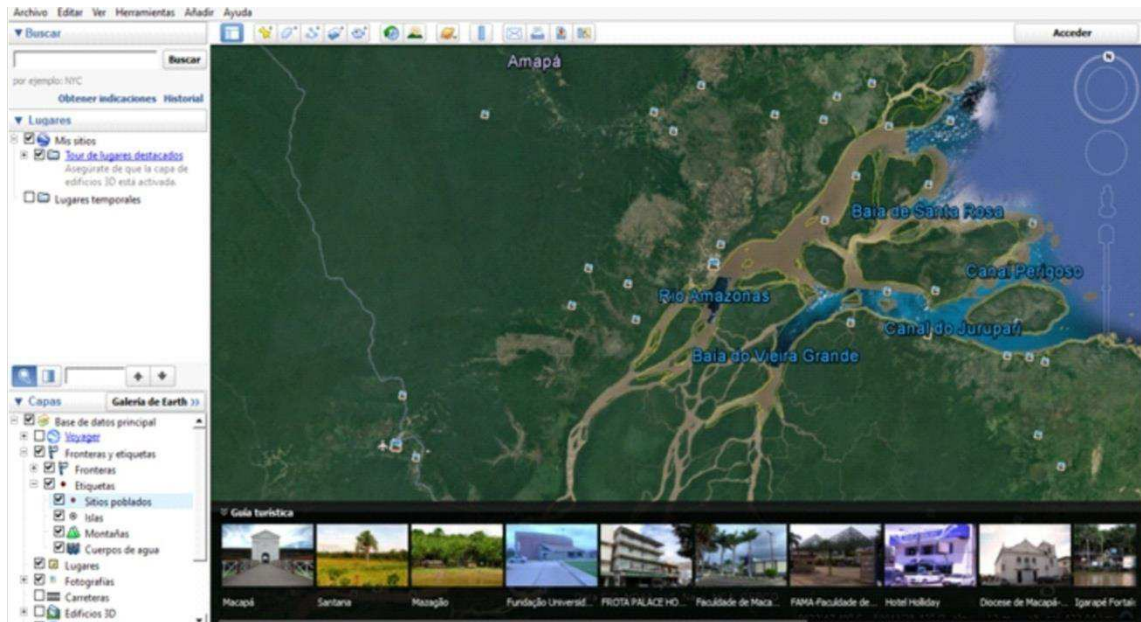 Archivo Editar Ver Herramientas Añadir Ayuda
▼ Buscar
Buscar
por ejemplo: NYC
Obtener indicaciones Historial
▼ Lugares
Mis sitios
Tour de lugares destacados
Asegúrate de que la capa de
edificios 3D está activada.
Lugares temporales
▼ Capas Galería de Earth >>
Base de datos principal
Voyager
Fronteras y etiquetas
Fronteras
Etiquetas
Sitios poblados
Islas
Montañas
Cuerpos de agua
Lugares
Fotografías
Carreteras
Edificios 3D
Acceder
N
Amapá
Baia de Santa Rosa
Canal Perigoso
Rio Amazonas
Canal do Jurupari
Baía do Vieira Grande
Guía turística
Macapá Santana Mazagão Fundação Universid... FROTA PALACE HO... Faculdade de Maca... FAMA-Faculdade de... Hotel Holliday Diocese de Macapá-... Igarapé Fortal